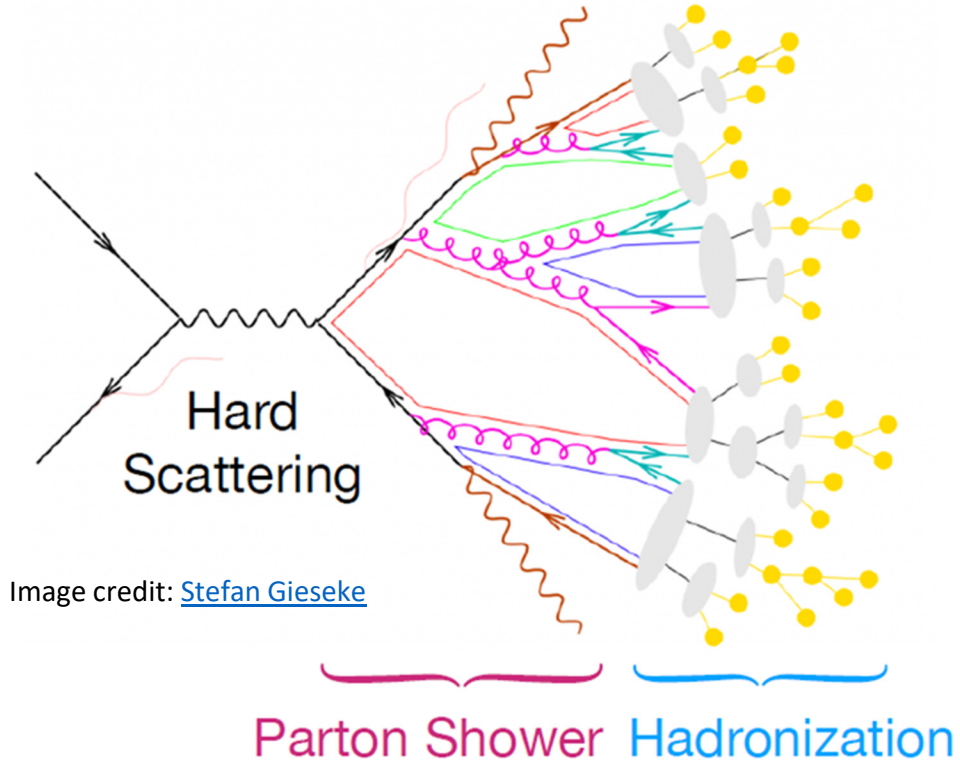 Hard
Scattering
Image credit: Stefan Gieseke
Parton Shower Hadronization